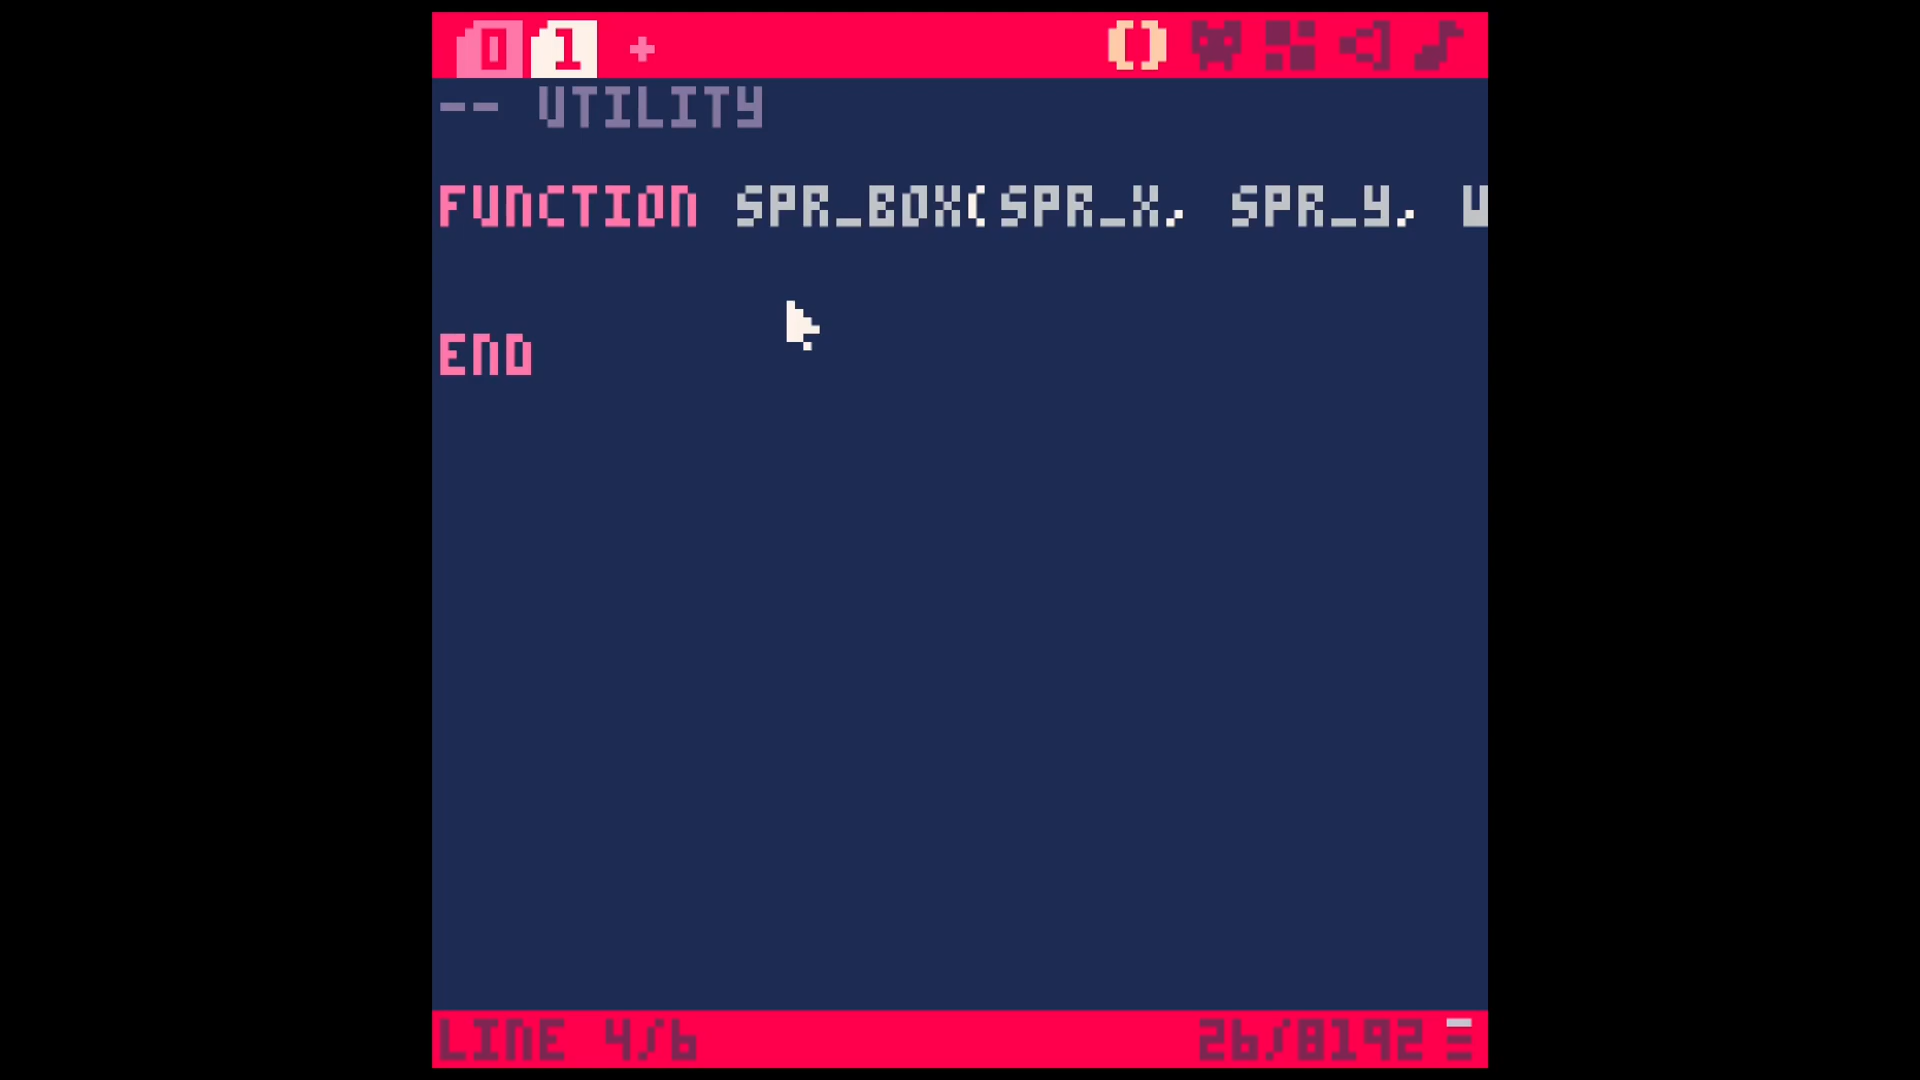 0 1 +
-- UTILITY
FUNCTION SPR_BOX(SPR_X, SPR_Y, W
END
LINE 4/6 26/8192